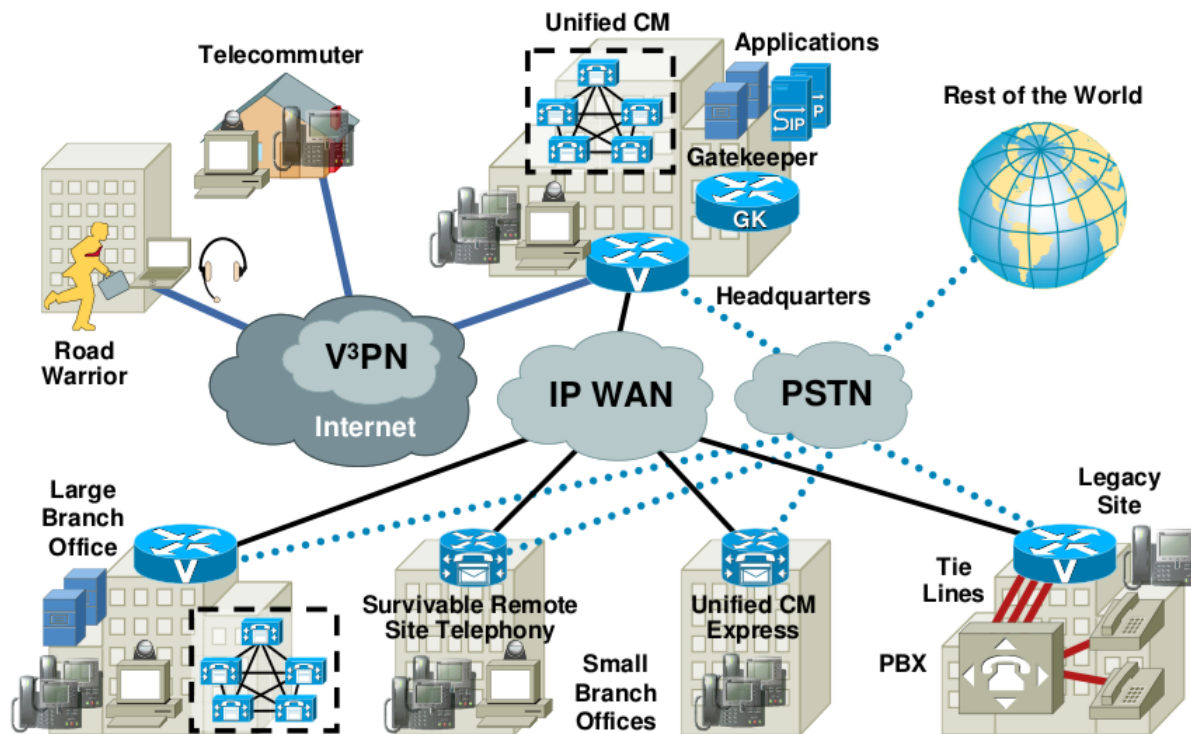 Unified CM
Telecommuter
Applications
Rest of the World
SIP
P
Gatekeeper
GK
V
Headquarters
Road
Warrior
V³PN
Internet
IP WAN
PSTN
Large
Branch
Office
V
Legacy
Site
V
Tie
Lines
Survivable Remote
Site Telephony
Unified CM
Express
PBX
Small
Branch
Offices